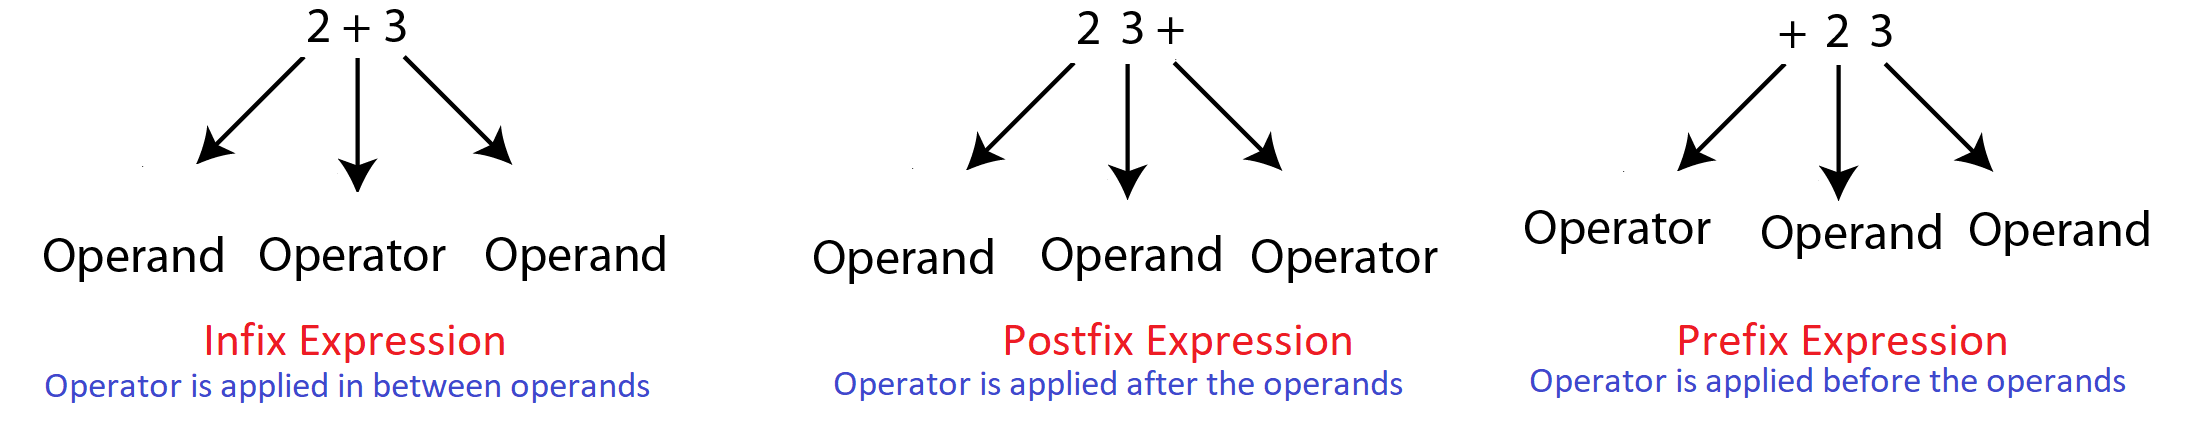 2 + 3
Operand Operator Operand
Infix Expression
Operator is applied in between operands
2 3 +
Operand Operand Operator
Postfix Expression
Operator is applied after the operands
+ 2 3
Operator Operand Operand
Prefix Expression
Operator is applied before the operands